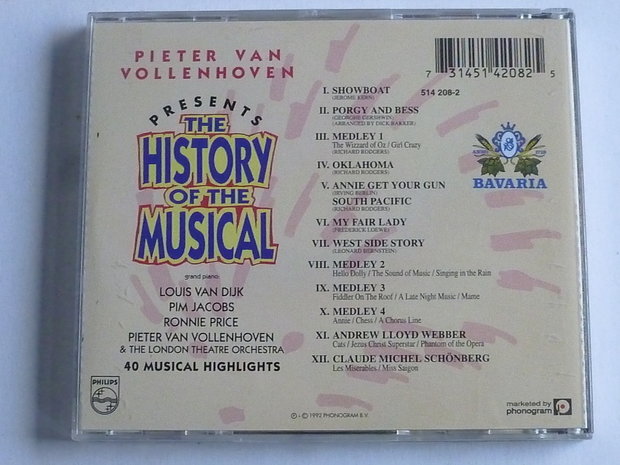 PIETER VAN
VOLLENHOVEN
PRESENTS
THE
HISTORY
OF THE
MUSICAL
grand piano:
LOUIS VAN DIJK
PIM JACOBS
RONNIE PRICE
PIETER VAN VOLLENHOVEN
& THE LONDON THEATRE ORCHESTRA
40 MUSICAL HIGHLIGHTS
PHILIPS
7 31451 42082 5
514 208-2
I. SHOWBOAT
(JEROME KERN)
II. PORGY AND BESS
(GEORGHE GERSHWIN)
(ARRANGED BY DICK BAKKER)
III. MEDLEY 1
The Wizzard of Oz / Girl Crazy
(RICHARD RODGERS)
IV. OKLAHOMA
(RICHARD RODGERS)
V. ANNIE GET YOUR GUN
(IRVING BERLIN)
SOUTH PACIFIC
(RICHARD RODGERS)
VI. MY FAIR LADY
(FREDERICK LOEWE)
VII. WEST SIDE STORY
(LEONARD BERNSTEIN)
VIII. MEDLEY 2
Hello Dolly / The Sound of Music / Singing in the Rain
IX. MEDLEY 3
Fiddler On The Roof / A Late Night Music / Mame
X. MEDLEY 4
Annie / Chess / A Chorus Line
XI. ANDREW LLOYD WEBBER
Cats / Jezus Christ Superstar / Phantom of the Opera
XII. CLAUDE MICHEL SCHÖNBERG
Les Miserables / Miss Saigon
BAVARIA
℗ - © 1992 PHONOGRAM B.V.
marketed by
phonogram